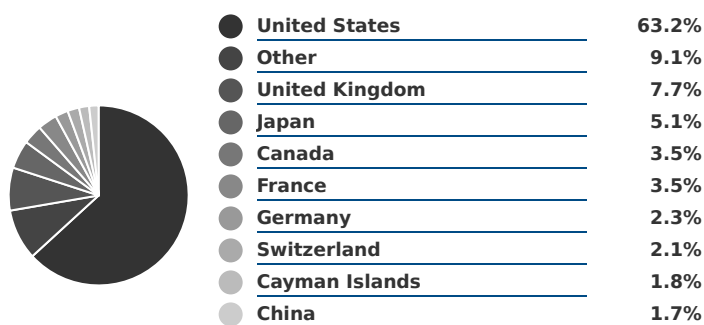 United States 63.2%
Other 9.1%
United Kingdom 7.7%
Japan 5.1%
Canada 3.5%
France 3.5%
Germany 2.3%
Switzerland 2.1%
Cayman Islands 1.8%
China 1.7%